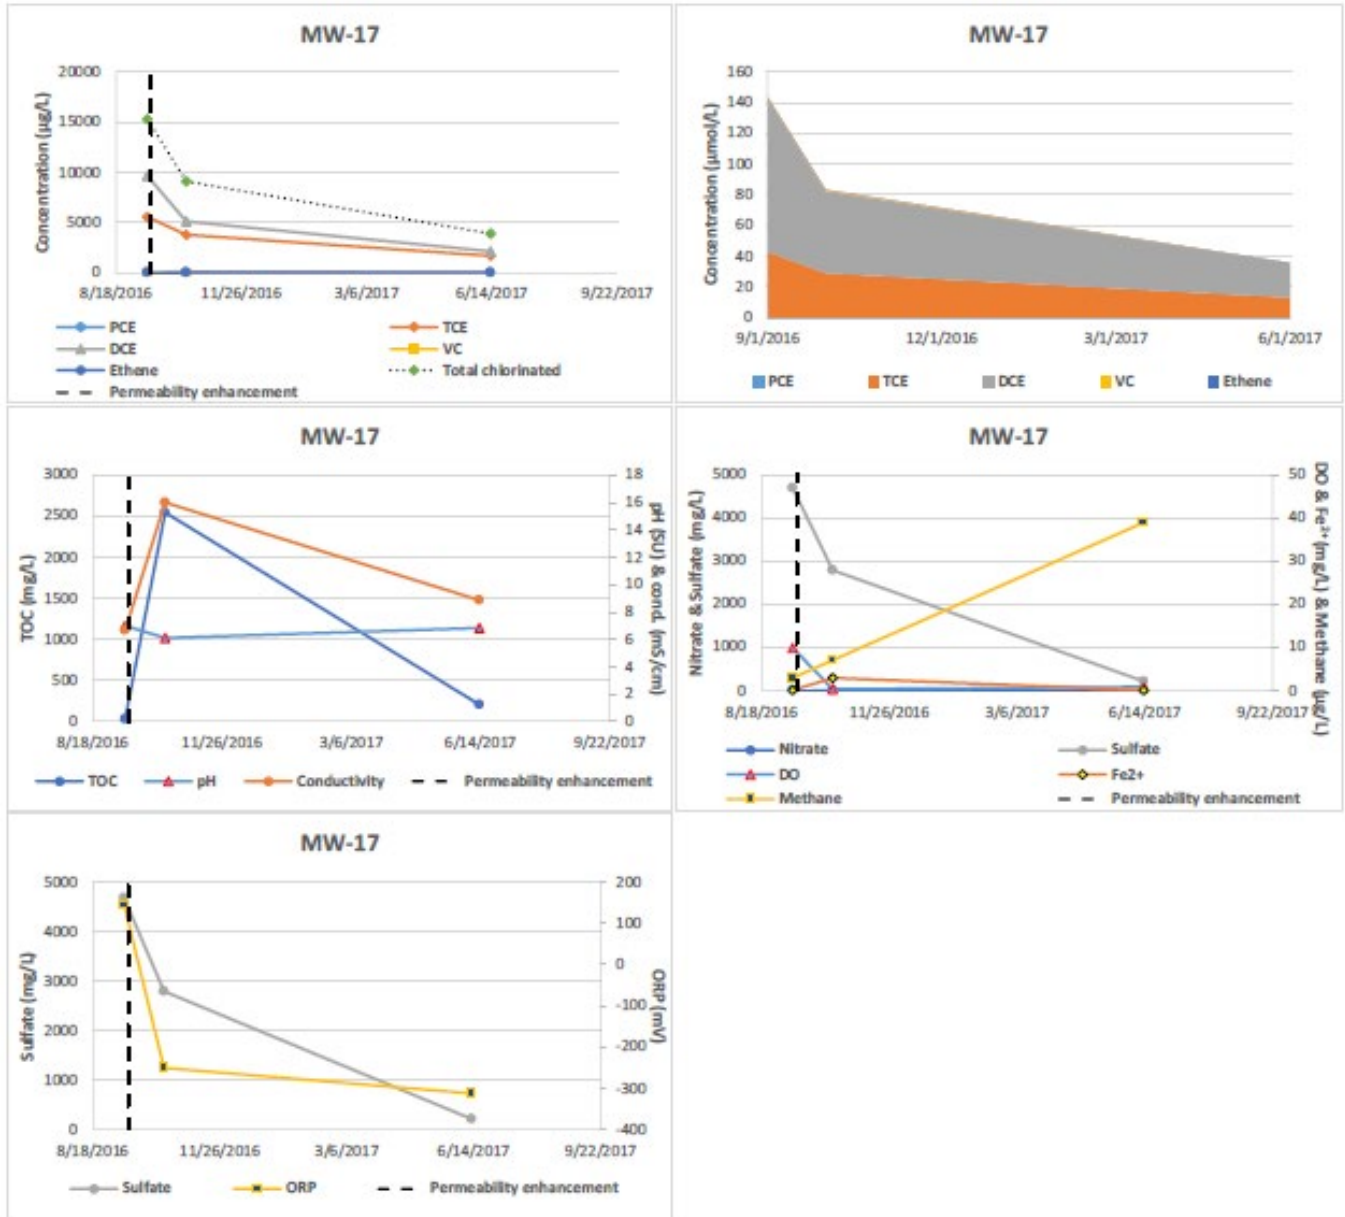 MW-17
20000
15000
10000
5000
0
Concentration (µg/L)
8/18/2016 11/26/2016 3/6/2017 6/14/2017 9/22/2017
PCE TCE
DCE VC
Ethene Total chlorinated
Permeability enhancement
MW-17
160
140
120
100
80
60
40
20
0
Concentration (µmol/L)
9/1/2016 12/1/2016 3/1/2017 6/1/2017
PCE TCE DCE VC Ethene
MW-17
3000
2500
2000
1500
1000
500
0
TOC (mg/L)
18
16
14
12
10
8
6
4
2
0
pH (SU) & cond. (mS/cm)
8/18/2016 11/26/2016 3/6/2017 6/14/2017 9/22/2017
TOC pH Conductivity Permeability enhancement
MW-17
5000
4000
3000
2000
1000
0
Nitrate & Sulfate (mg/L)
50
40
30
20
10
0
DO & Fe²⁺ (mg/L) & Methane (µg/L)
8/18/2016 11/26/2016 3/6/2017 6/14/2017 9/22/2017
Nitrate Sulfate
DO Fe2+
Methane Permeability enhancement
MW-17
5000
4000
3000
2000
1000
0
Sulfate (mg/L)
200
100
0
-100
-200
-300
-400
ORP (mV)
8/18/2016 11/26/2016 3/6/2017 6/14/2017 9/22/2017
Sulfate ORP Permeability enhancement